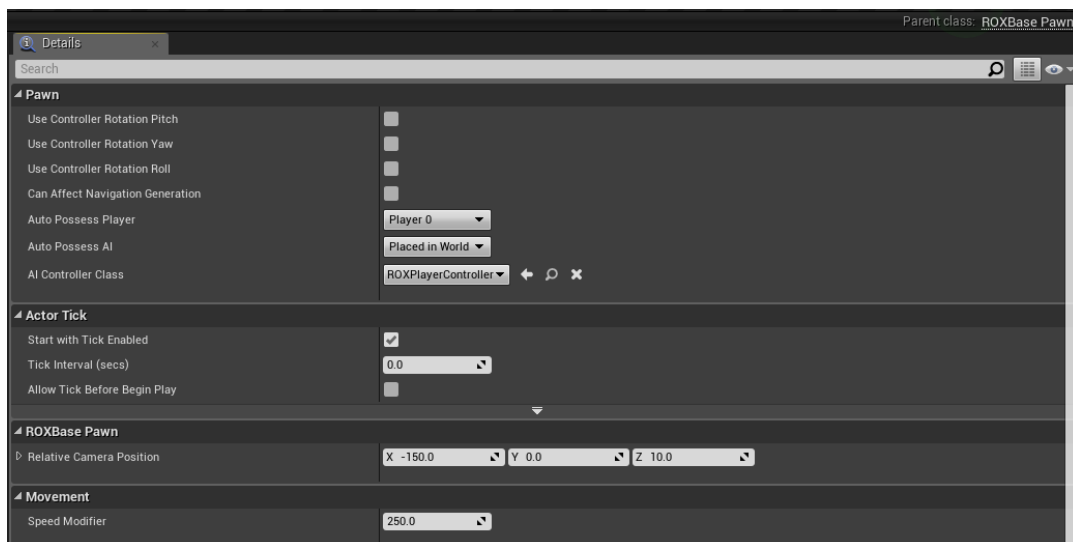 Parent class: ROXBase Pawn
Details
Search
Pawn
Use Controller Rotation Pitch
Use Controller Rotation Yaw
Use Controller Rotation Roll
Can Affect Navigation Generation
Auto Possess Player Player 0
Auto Possess AI Placed in World
AI Controller Class ROXPlayerController
Actor Tick
Start with Tick Enabled
Tick Interval (secs) 0.0
Allow Tick Before Begin Play
ROXBase Pawn
Relative Camera Position X -150.0 Y 0.0 Z 10.0
Movement
Speed Modifier 250.0